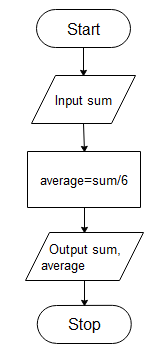 Start
Input sum
average=sum/6
Output sum,
average
Stop